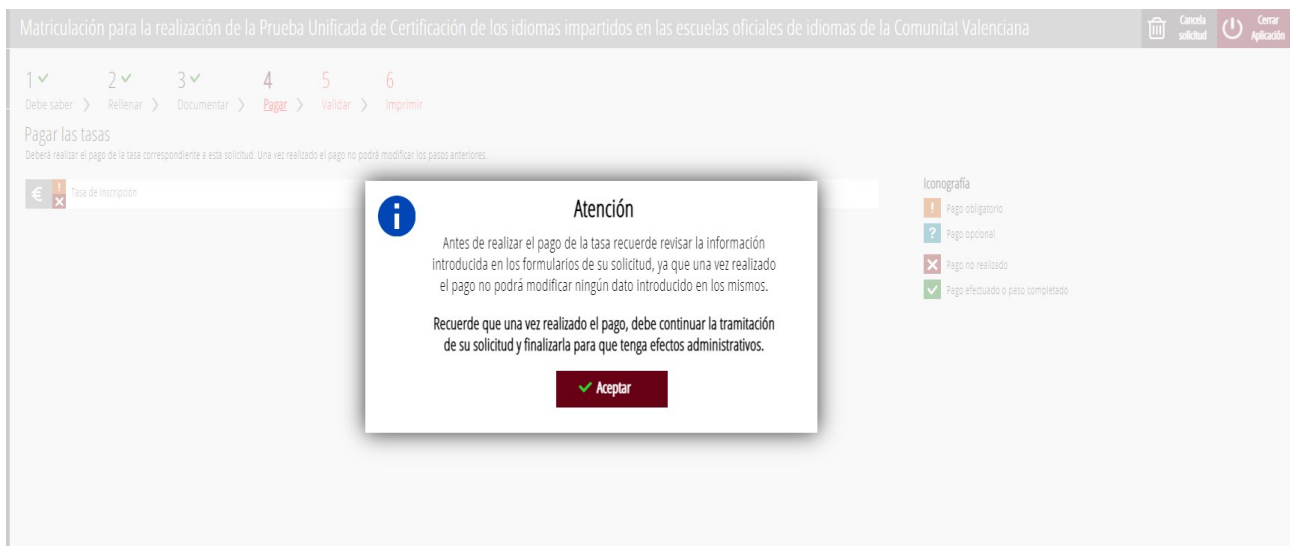 Matriculación para la realización de la Prueba Unificada de Certificación de los idiomas impartidos en las escuelas oficiales de idiomas de la Comunitat Valenciana
Cancela
solicitud
Cerrar
Aplicación
1 2 3 4 5 6
Debe saber > Rellenar > Documentar > Pagar > Validar > Imprimir
Pagar las tasas
Deberá realizar el pago de la tasa correspondiente a esta solicitud. Una vez realizado el pago no podrá modificar los pasos anteriores.
€ ! Tasa de inscripción
Atención
Antes de realizar el pago de la tasa recuerde revisar la información
introducida en los formularios de su solicitud, ya que una vez realizado
el pago no podrá modificar ningún dato introducido en los mismos.
Recuerde que una vez realizado el pago, debe continuar la tramitación
de su solicitud y finalizarla para que tenga efectos administrativos.
Aceptar
Iconografía
! Pago obligatorio
? Pago opcional
Pago no realizado
Pago efectuado o paso completado